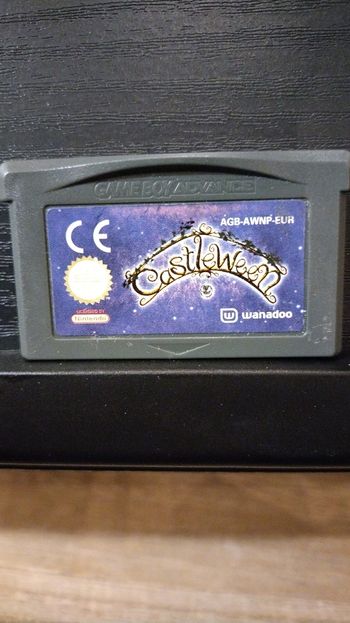 GAME BOY ADVANCE
CE
AGB-AWNP-EUR
CastleWeen
LICENSED BY
Nintendo
w wanadoo